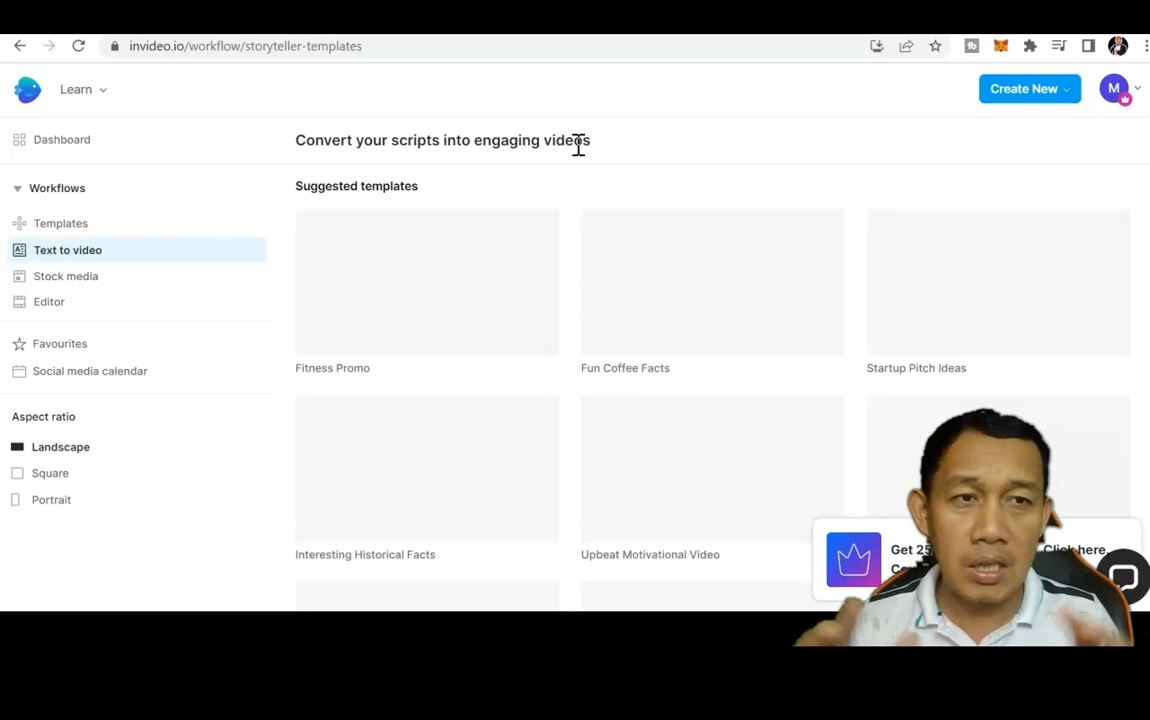 invideo.io/workflow/storyteller-templates
Learn
Create New
M
Dashboard
Convert your scripts into engaging videos
Workflows
Suggested templates
Templates
Text to video
Stock media
Editor
Favourites
Social media calendar
Fitness Promo
Fun Coffee Facts
Startup Pitch Ideas
Aspect ratio
Landscape
Square
Portrait
Interesting Historical Facts
Upbeat Motivational Video
Get 25
Click here.